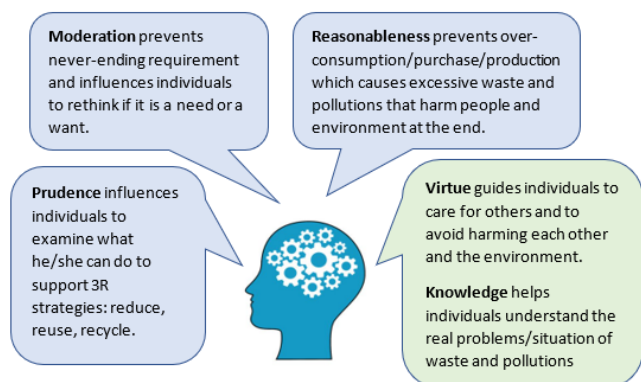 Moderation prevents
never-ending requirement
and influences individuals
to rethink if it is a need or a
want.
Reasonableness prevents over-
consumption/purchase/production
which causes excessive waste and
pollutions that harm people and
environment at the end.
Prudence influences
individuals to
examine what
he/she can do to
support 3R
strategies: reduce,
reuse, recycle.
Virtue guides individuals to
care for others and to
avoid harming each other
and the environment.
Knowledge helps
individuals understand the
real problems/situation of
waste and pollutions